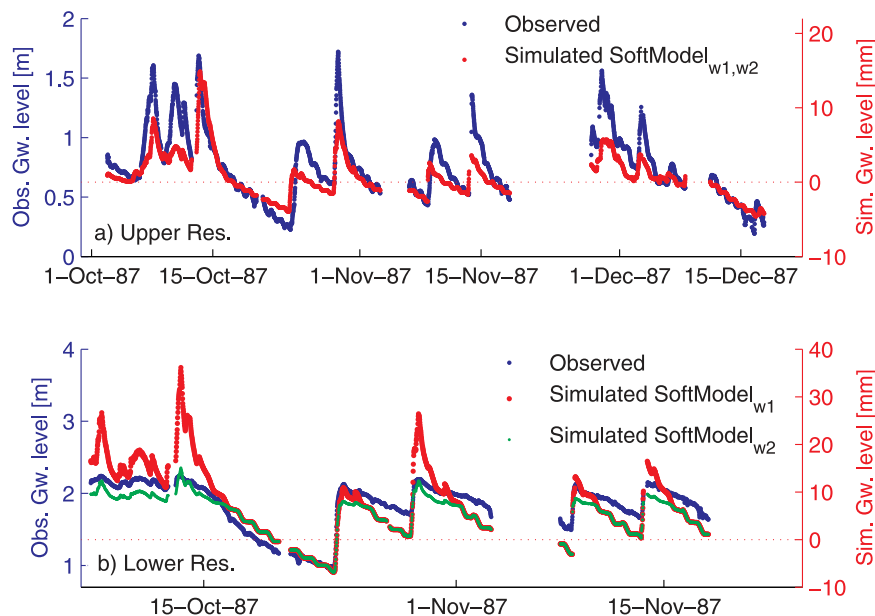 Observed
Simulated SoftModel_w1,w2
Obs. Gw. level [m]
2
1.5
1
0.5
0
Sim. Gw. level [mm]
20
10
0
−10
a) Upper Res.
1−Oct−87 15−Oct−87 1−Nov−87 15−Nov−87 1−Dec−87 15−Dec−87
Observed
Simulated SoftModel_w1
Simulated SoftModel_w2
Obs. Gw. level [m]
4
3
2
1
Sim. Gw. level [mm]
40
30
20
10
0
−10
b) Lower Res.
15−Oct−87 1−Nov−87 15−Nov−87